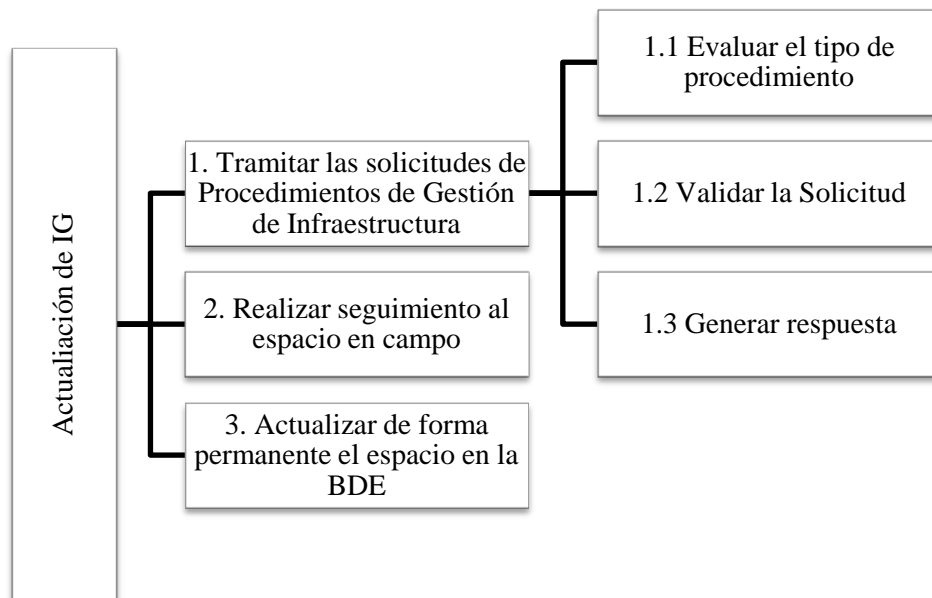 Actualiación de IG
1. Tramitar las solicitudes de
Procedimientos de Gestión
de Infraestructura
2. Realizar seguimiento al
espacio en campo
3. Actualizar de forma
permanente el espacio en la
BDE
1.1 Evaluar el tipo de
procedimiento
1.2 Validar la Solicitud
1.3 Generar respuesta